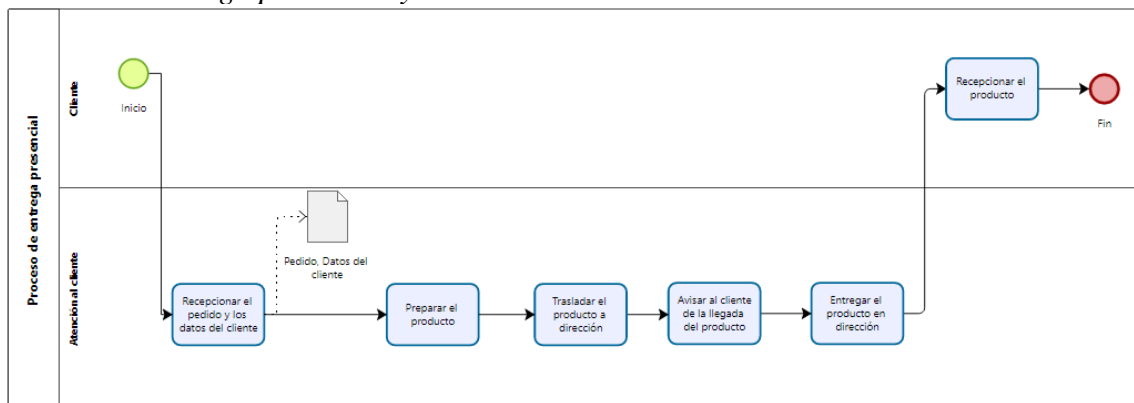 Proceso de entrega presencial
Cliente
Inicio
Recepcionar el
producto
Fin
Atención al cliente
Pedido, Datos del
cliente
Recepcionar el
pedido y los
datos del cliente
Preparar el
producto
Trasladar el
producto a
dirección
Avisar al cliente
de la llegada
del producto
Entregar el
producto en
dirección